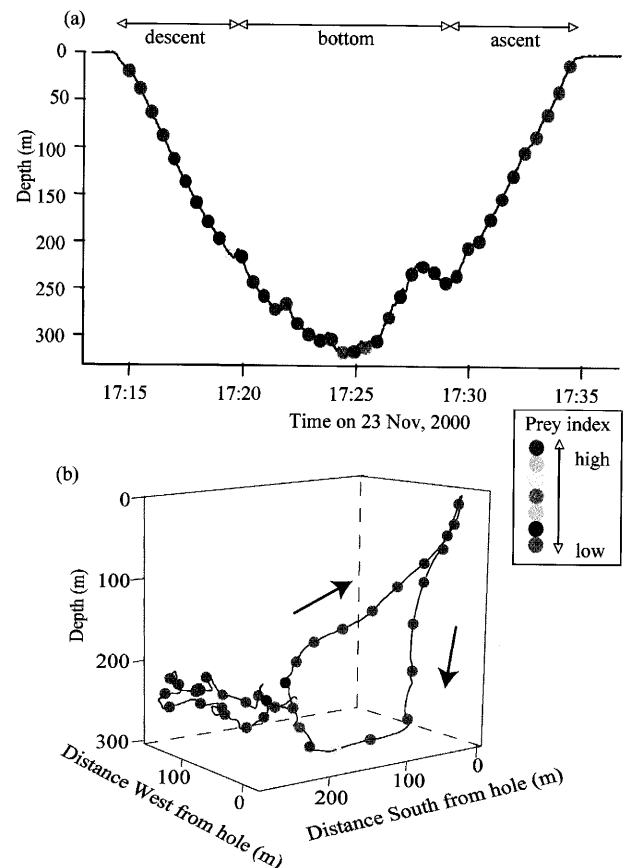 (a)
descent bottom ascent
0
50
100
150
200
250
300
Depth (m)
17:15 17:20 17:25 17:30 17:35
Time on 23 Nov, 2000
Prey index
high
low
(b)
0
100
200
300
Depth (m)
100 0
Distance West from hole (m)
200 100 0
Distance South from hole (m)